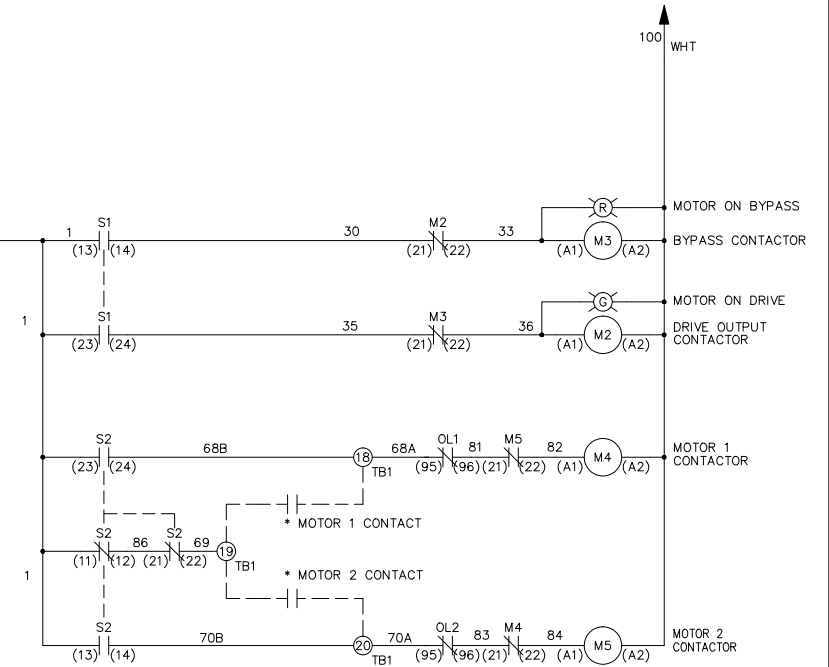 100
WHT
R
MOTOR ON BYPASS
1
S1
30
M2
33
M3
BYPASS CONTACTOR
(13)
(14)
(21)
(22)
(A1)
(A2)
G
MOTOR ON DRIVE
1
S1
35
M3
36
M2
DRIVE OUTPUT
CONTACTOR
(23)
(24)
(21)
(22)
(A1)
(A2)
S2
68B
18
68A
OL1
81
M5
82
M4
MOTOR 1
CONTACTOR
(23)
(24)
TB1
(95)
(96)
(21)
(22)
(A1)
(A2)
* MOTOR 1 CONTACT
S2
86
S2
69
19
(11)
(12)
(21)
(22)
TB1
1
* MOTOR 2 CONTACT
S2
70B
20
70A
OL2
83
M4
84
M5
MOTOR 2
CONTACTOR
(13)
(14)
TB1
(95)
(96)
(21)
(22)
(A1)
(A2)